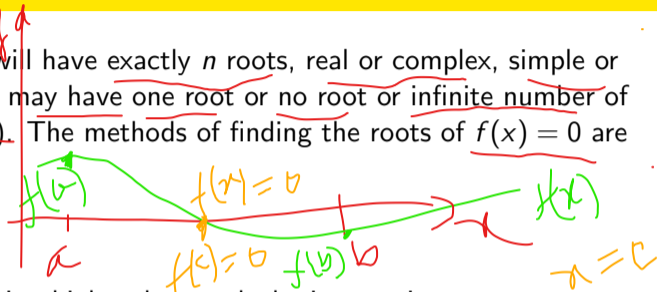 will have exactly n roots, real or complex, simple or
may have one root or no root or infinite number of
). The methods of finding the roots of f(x) = 0 are
f(x) = 0
f(x)
a
f(c) = 0
f(b)
b
x
x = c